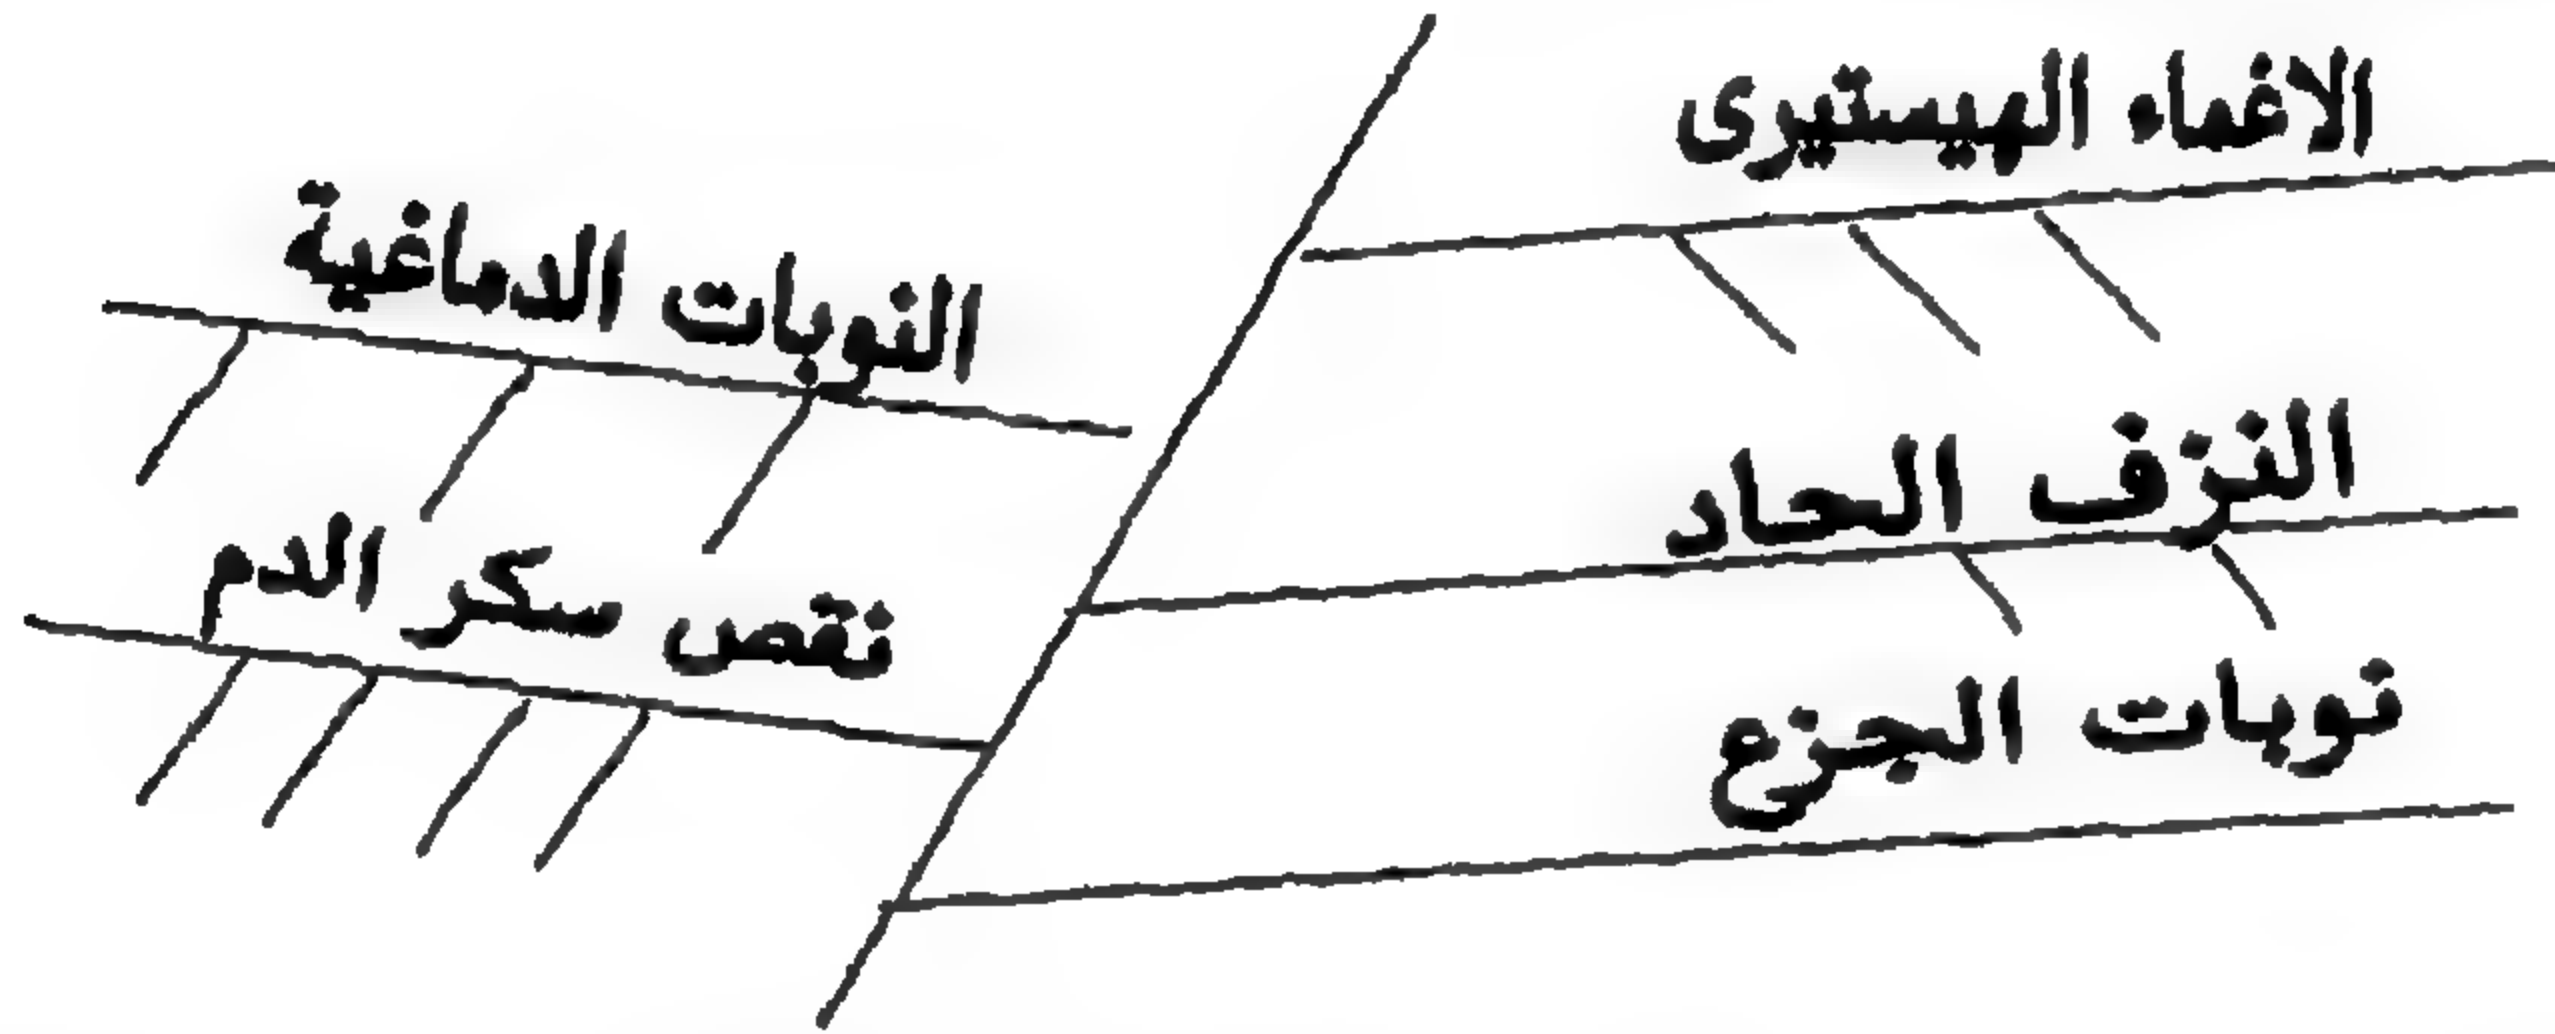 الاغماء الهيستيرى
النزف الحاد
نوبات الجزع
النوبات الدماغية
نقص سكر الدم